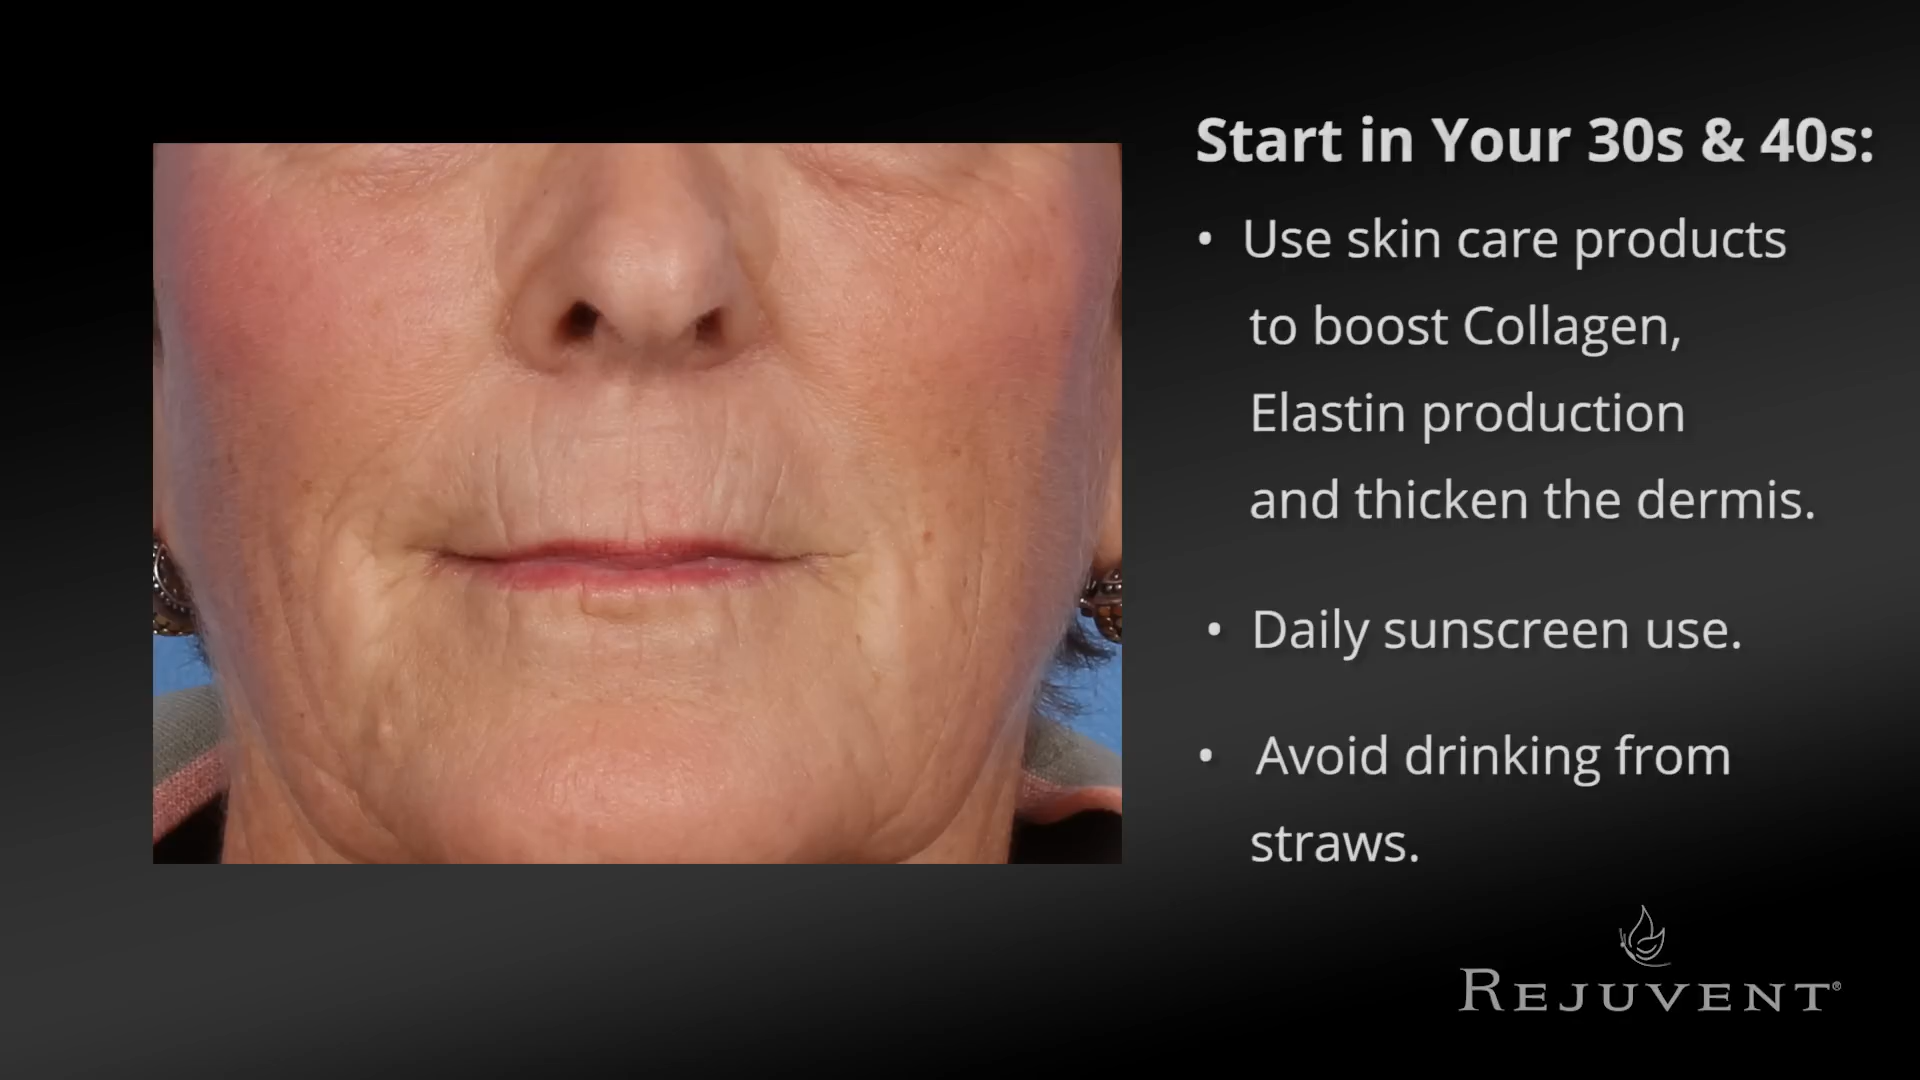 Start in Your 30s & 40s:
• Use skin care products
to boost Collagen,
Elastin production
and thicken the dermis.
• Daily sunscreen use.
• Avoid drinking from
straws.
REJUVENT®